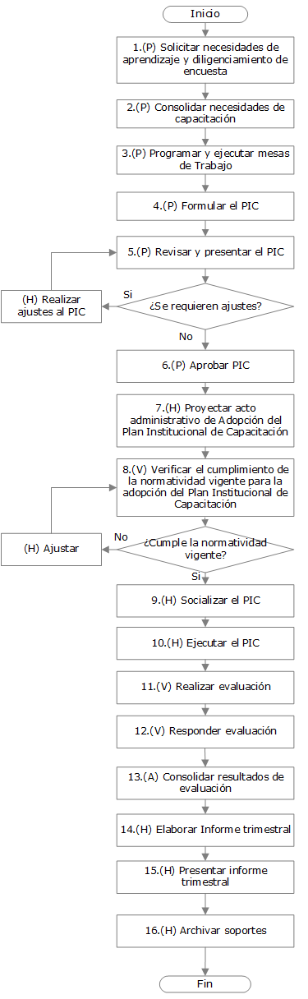 Inicio
1.(P) Solicitar necesidades de
aprendizaje y diligenciamiento de
encuesta
2.(P) Consolidar necesidades de
capacitación
3.(P) Programar y ejecutar mesas
de Trabajo
4.(P) Formular el PIC
5.(P) Revisar y presentar el PIC
Si
¿Se requieren ajustes?
(H) Realizar
ajustes al PIC
No
6.(P) Aprobar PIC
7.(H) Proyectar acto
administrativo de Adopción del
Plan Institucional de Capacitación
8.(V) Verificar el cumplimiento de
la normatividad vigente para la
adopción del Plan Institucional de
Capacitación
No
¿Cumple la normatividad
vigente?
(H) Ajustar
Si
9.(H) Socializar el PIC
10.(H) Ejecutar el PIC
11.(V) Realizar evaluación
12.(V) Responder evaluación
13.(A) Consolidar resultados de
evaluación
14.(H) Elaborar Informe trimestral
15.(H) Presentar informe
trimestral
16.(H) Archivar soportes
Fin